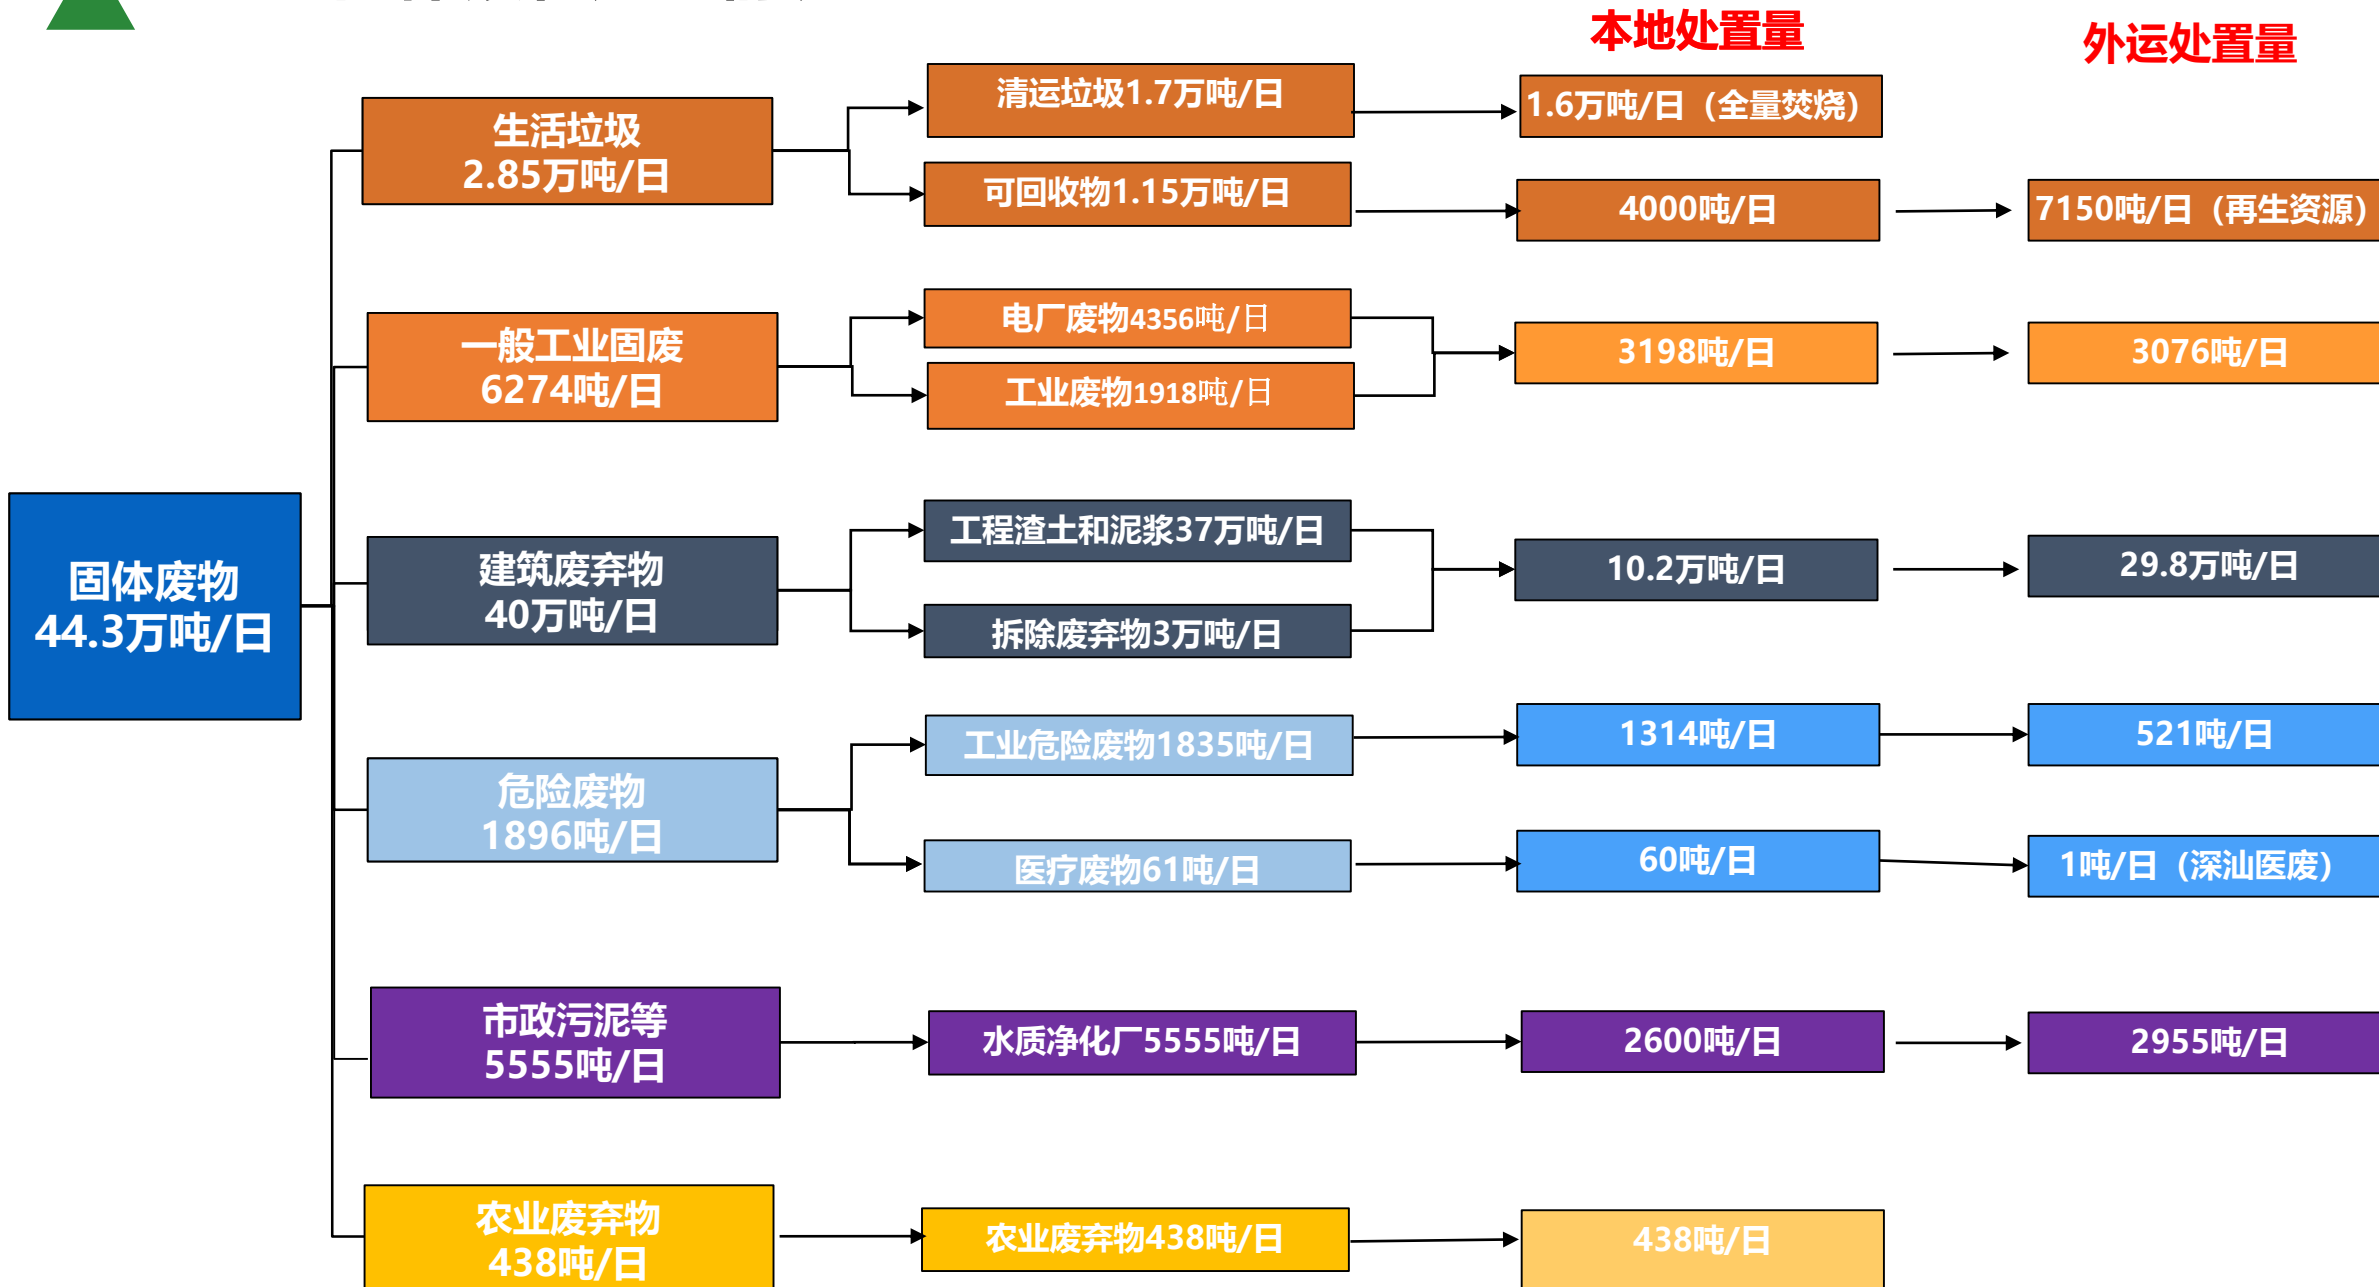 本地处置量
外运处置量
生活垃圾
2.85万吨/日
清运垃圾1.7万吨/日
1.6万吨/日（全量焚烧）
可回收物1.15万吨/日
4000吨/日
7150吨/日（再生资源）
一般工业固废
6274吨/日
电厂废物4356吨/日
工业废物1918吨/日
3198吨/日
3076吨/日
固体废物
44.3万吨/日
建筑废弃物
40万吨/日
工程渣土和泥浆37万吨/日
拆除废弃物3万吨/日
10.2万吨/日
29.8万吨/日
危险废物
1896吨/日
工业危险废物1835吨/日
1314吨/日
521吨/日
医疗废物61吨/日
60吨/日
1吨/日（深汕医废）
市政污泥等
5555吨/日
水质净化厂5555吨/日
2600吨/日
2955吨/日
农业废弃物
438吨/日
农业废弃物438吨/日
438吨/日